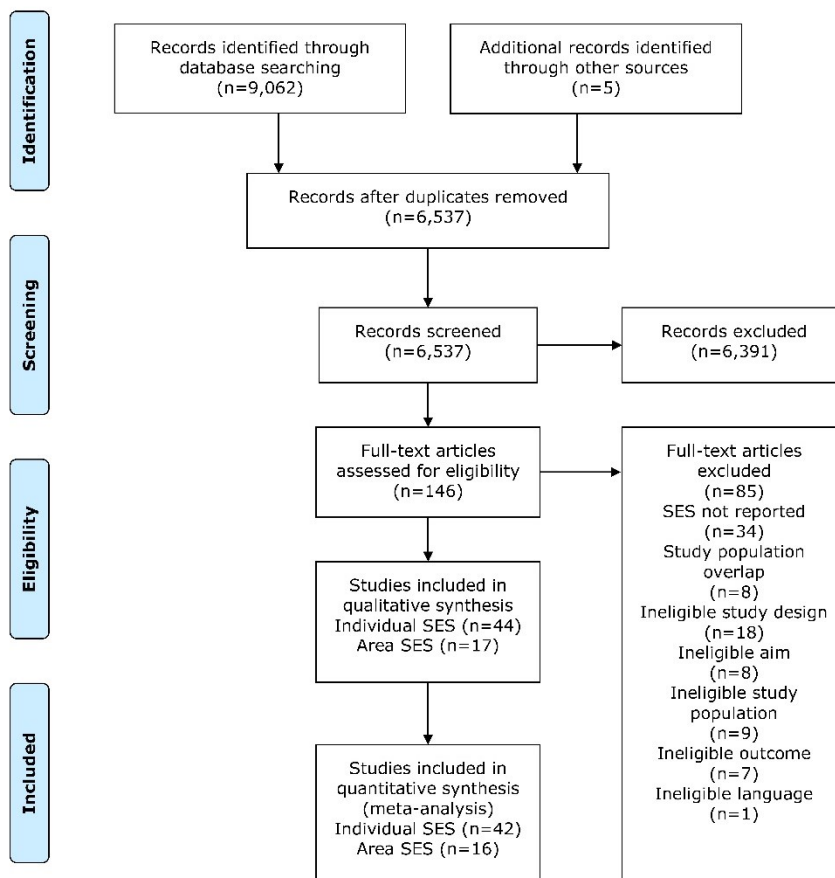 Identification
Records identified through
database searching
(n=9,062)
Additional records identified
through other sources
(n=5)
Records after duplicates removed
(n=6,537)
Screening
Records screened
(n=6,537)
Records excluded
(n=6,391)
Eligibility
Full-text articles
assessed for eligibility
(n=146)
Full-text articles
excluded
(n=85)
SES not reported
(n=34)
Study population
overlap
(n=8)
Ineligible study design
(n=18)
Ineligible aim
(n=8)
Ineligible study
population
(n=9)
Ineligible outcome
(n=7)
Ineligible language
(n=1)
Studies included in
qualitative synthesis
Individual SES (n=44)
Area SES (n=17)
Included
Studies included in
quantitative synthesis
(meta-analysis)
Individual SES (n=42)
Area SES (n=16)